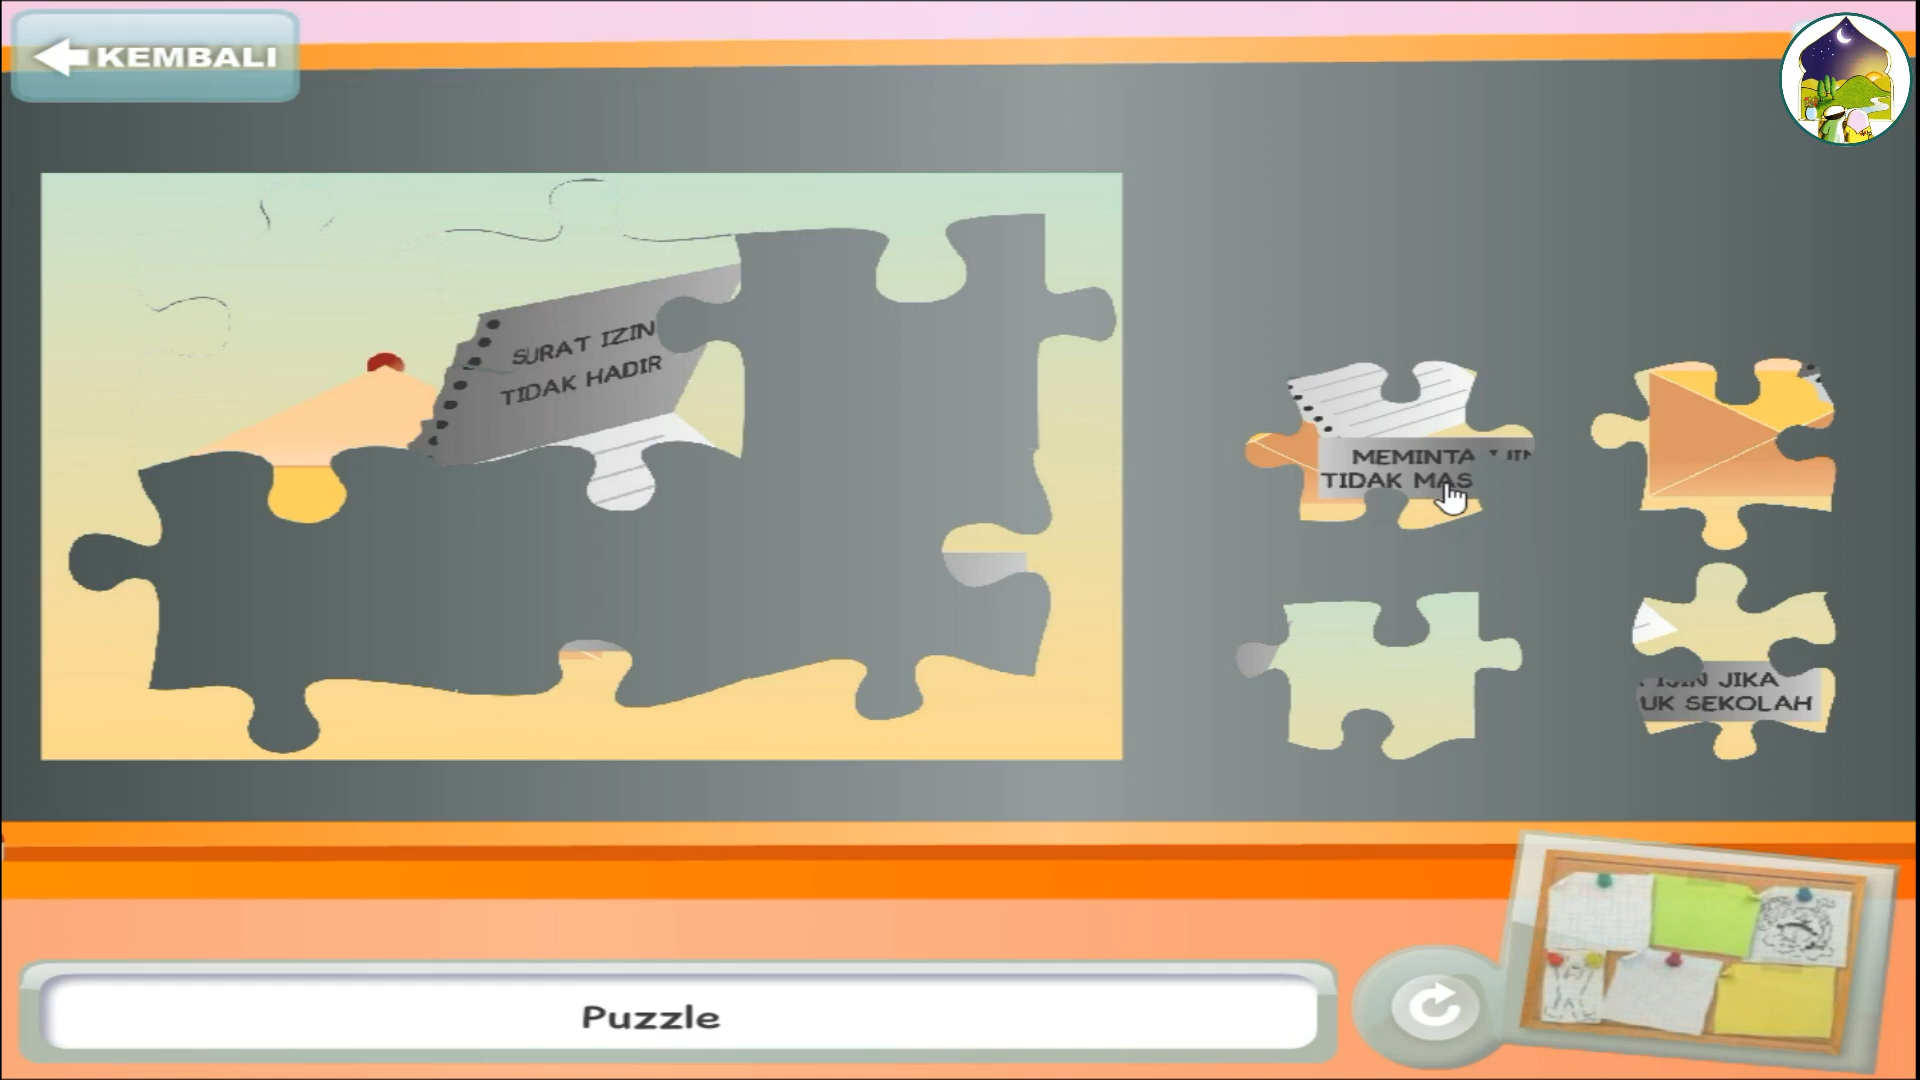 KEMBALI
SURAT IZIN
TIDAK HADIR
MEMINTA
TIDAK MAS
JIKA
UK SEKOLAH
Puzzle